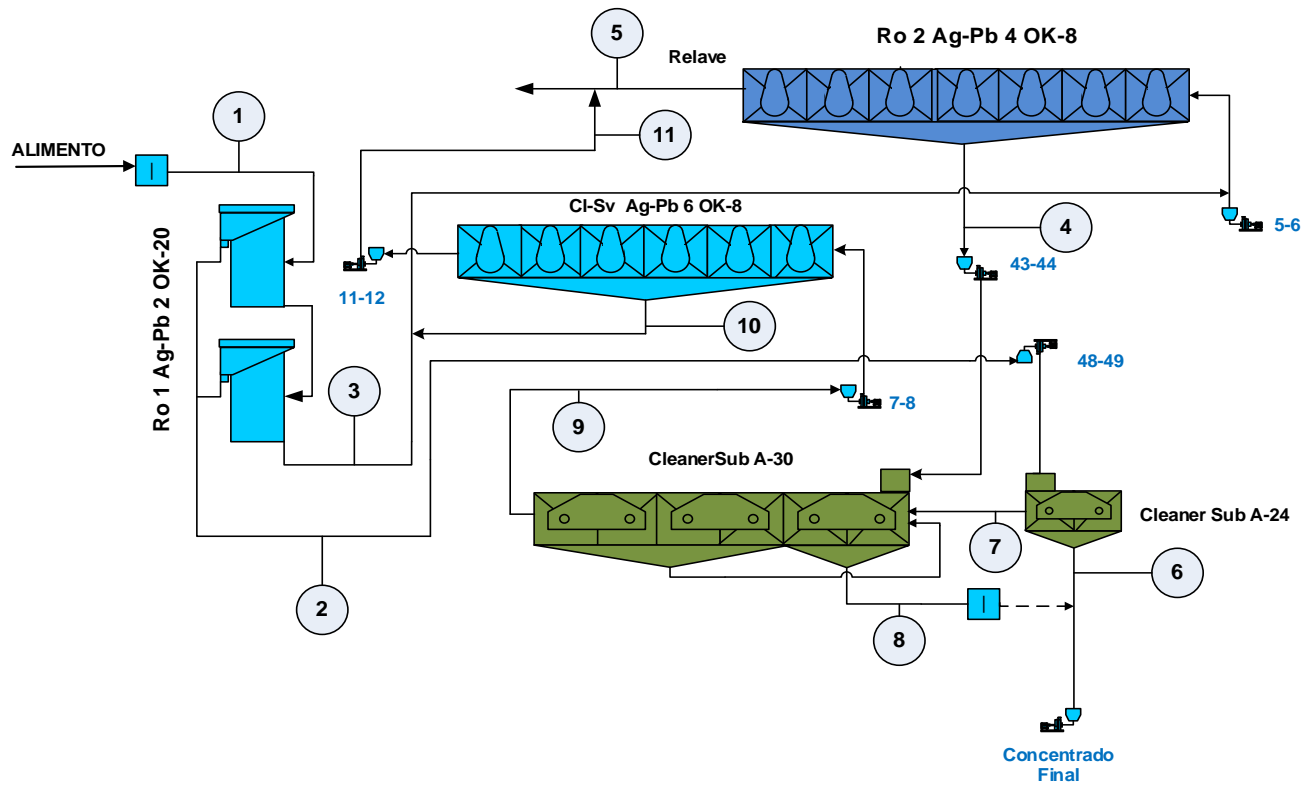 5
Ro 2 Ag-Pb 4 OK-8
Relave
1
11
ALIMENTO
Cl-Sv Ag-Pb 6 OK-8
4
5-6
43-44
11-12
10
Ro 1 Ag-Pb 2 OK-20
48-49
3
7-8
9
CleanerSub A-30
Cleaner Sub A-24
7
6
2
8
Concentrado
Final